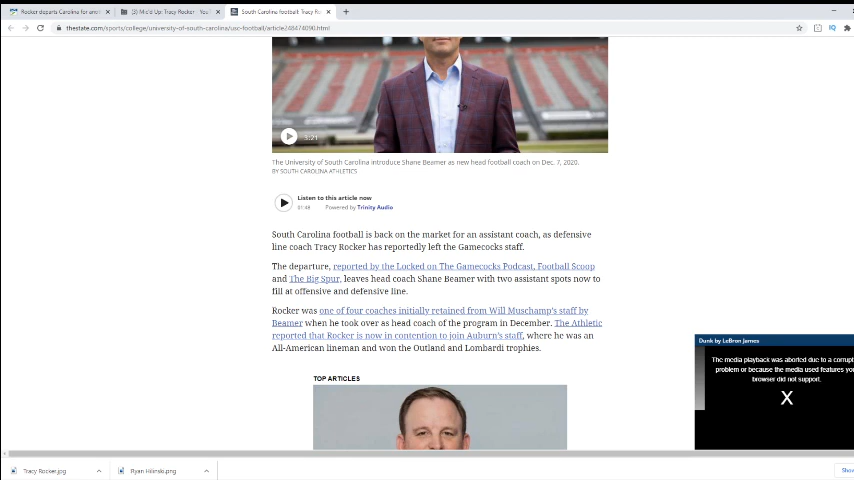 Rocker departs Carolina for anot
(3) Mic'd Up: Tracy Rocker - You
South Carolina football: Tracy Ro
thestate.com/sports/college/university-of-south-carolina/usc-football/article248474090.html
3:21
The University of South Carolina introduce Shane Beamer as new head football coach on Dec. 7, 2020.
BY SOUTH CAROLINA ATHLETICS
Listen to this article now
01:48 Powered by Trinity Audio
South Carolina football is back on the market for an assistant coach, as defensive
line coach Tracy Rocker has reportedly left the Gamecocks staff.
The departure, reported by the Locked on The Gamecocks Podcast, Football Scoop
and The Big Spur, leaves head coach Shane Beamer with two assistant spots now to
fill at offensive and defensive line.
Rocker was one of four coaches initially retained from Will Muschamp's staff by
Beamer when he took over as head coach of the program in December. The Athletic
reported that Rocker is now in contention to join Auburn's staff, where he was an
All-American lineman and won the Outland and Lombardi trophies.
TOP ARTICLES
Dunk by LeBron James
The media playback was aborted due to a corrupt
problem or because the media used features you
browser did not support.
X
Tracy Rocker.jpg
Ryan Hilinski.png
Show